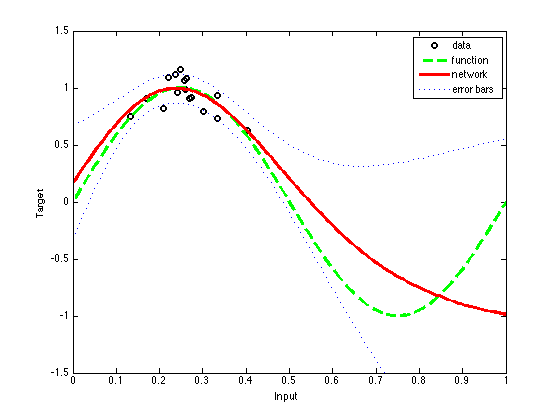 1.5
1
0.5
0
-0.5
-1
-1.5
Target
data
function
network
error bars
0 0.1 0.2 0.3 0.4 0.5 0.6 0.7 0.8 0.9 1
Input